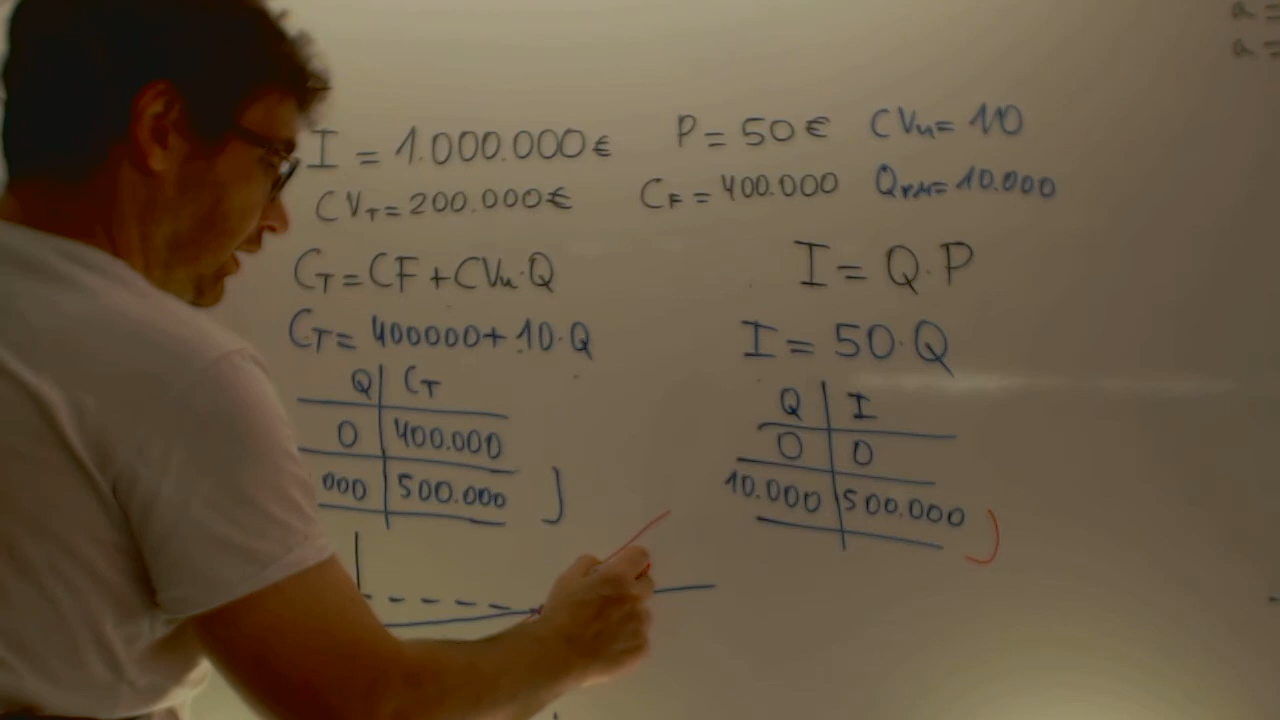 I = 1.000.000€ P = 50€ CVu = 10
CVT = 200.000€ CF = 400.000 = 10.000
CT = CF + CVu·Q I = Q·P
CT = 400000 + 10·Q I = 50·Q
Q CT Q I
0 400.000 0 0
000 500.000 10.000 500.000
a =
a =